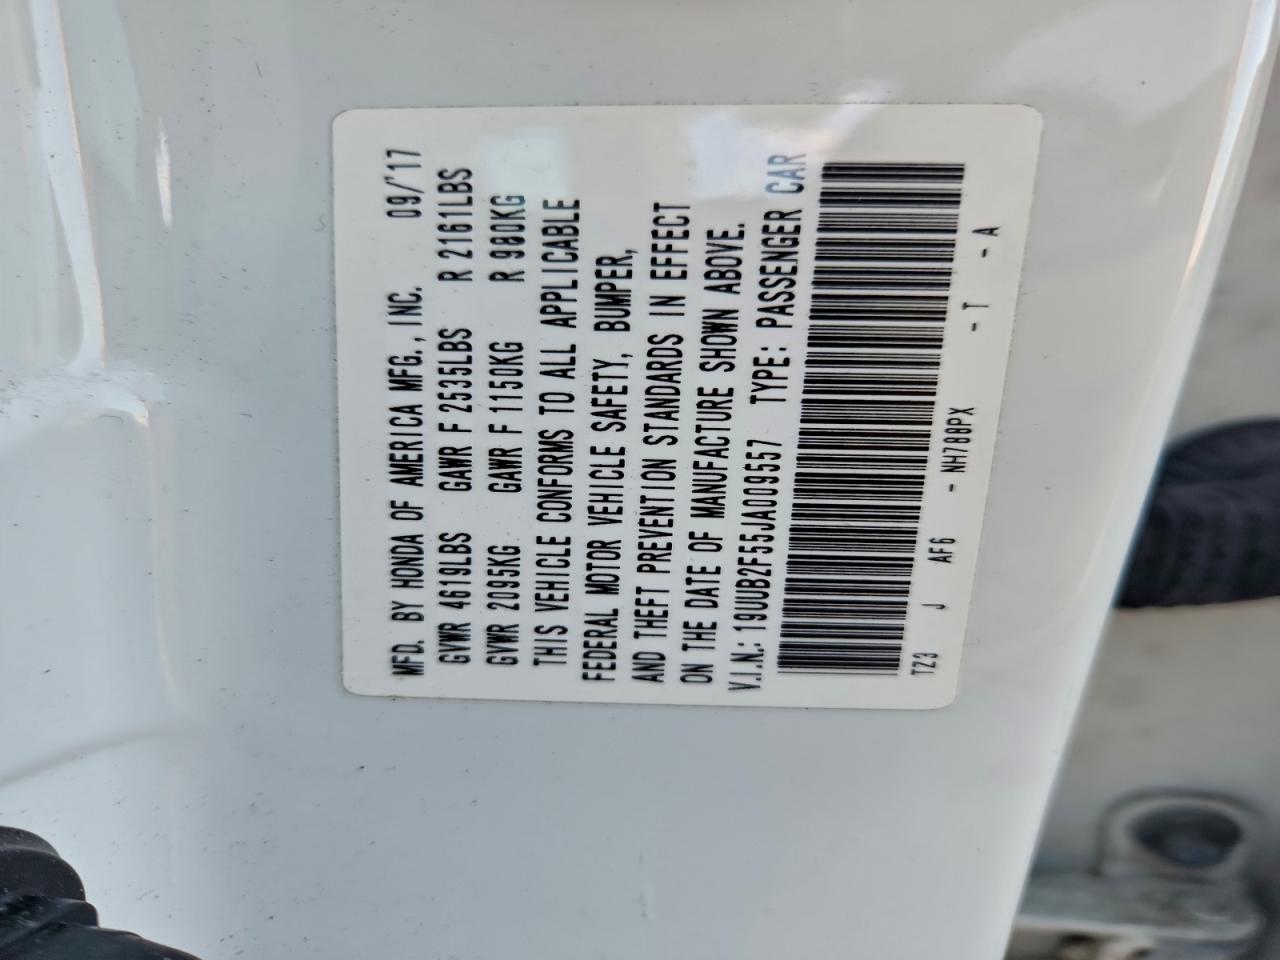 MFD. BY HONDA OF AMERICA MFG., INC. 09/'17
GVWR 4619LBS GAWR F 2535LBS R 2161LBS
GVWR 2095KG GAWR F 1150KG R 980KG
THIS VEHICLE CONFORMS TO ALL APPLICABLE
FEDERAL MOTOR VEHICLE SAFETY, BUMPER,
AND THEFT PREVENTION STANDARDS IN EFFECT
ON THE DATE OF MANUFACTURE SHOWN ABOVE.
V.I.N.: 19UUB2F55JA009557 TYPE: PASSENGER CAR
TZ3 J AF6 - NH788PX - T - A